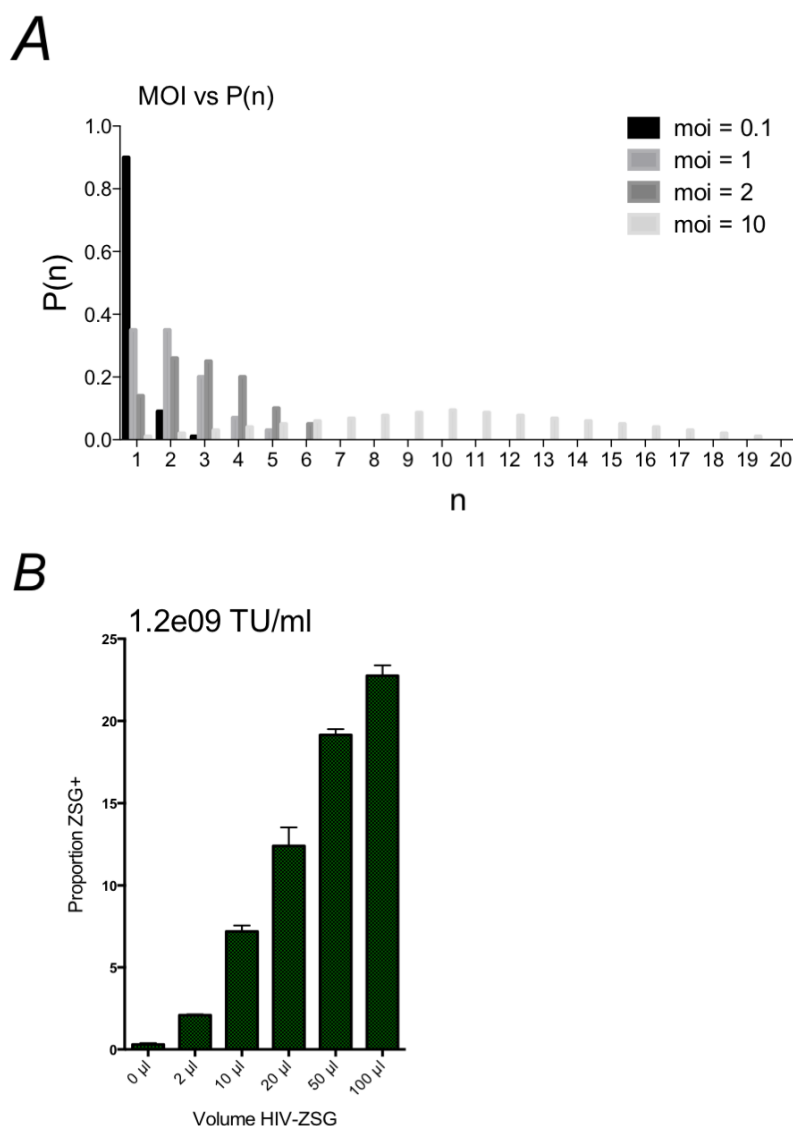 A
MOI vs P(n)
moi = 0.1
moi = 1
moi = 2
moi = 10
1.0
0.8
0.6
0.4
0.2
0.0
P(n)
1 2 3 4 5 6 7 8 9 10 11 12 13 14 15 16 17 18 19 20
n
B
1.2e09 TU/ml
25
20
15
10
5
0
Proportion ZSG+
0 µl 2 µl 10 µl 20 µl 50 µl 100 µl
Volume HIV-ZSG